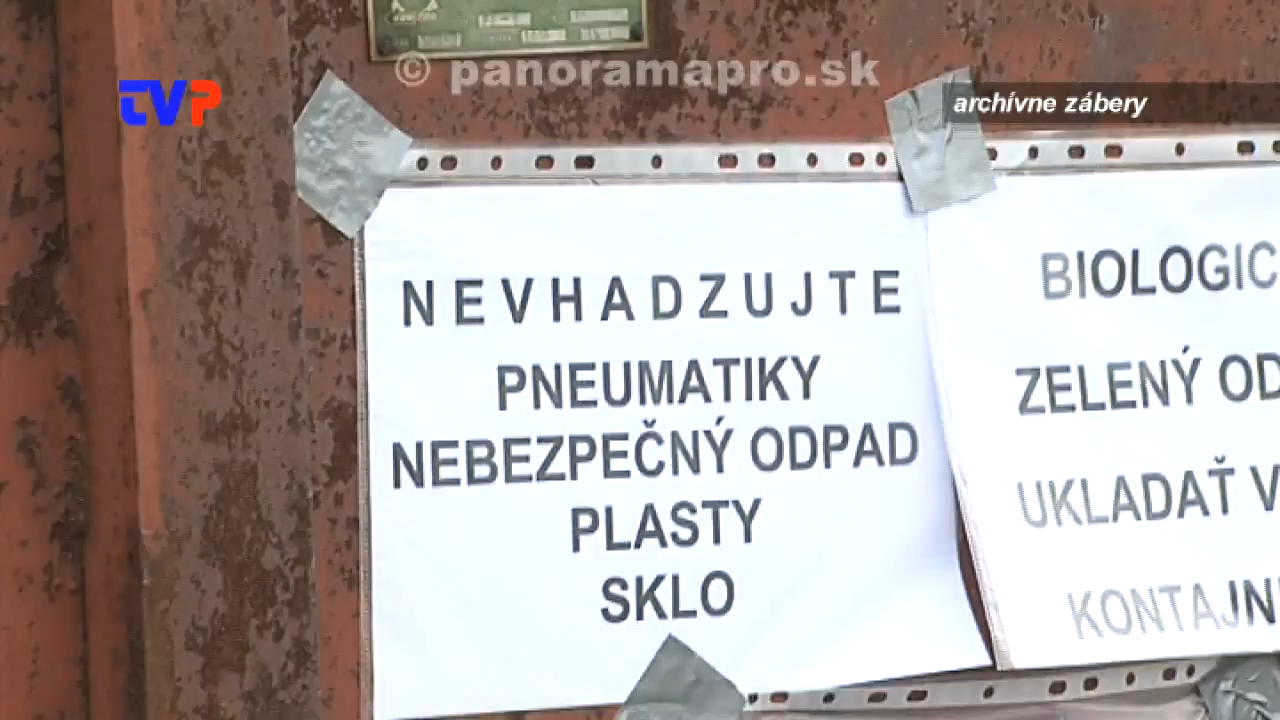 © panoramapro.sk
TVP
archívne zábery
NEVHADZUJTE
PNEUMATIKY
NEBEZPEČNÝ ODPAD
PLASTY
SKLO
BIOLOGIC
ZELENÝ OD
UKLADAŤ V
KONTAJN